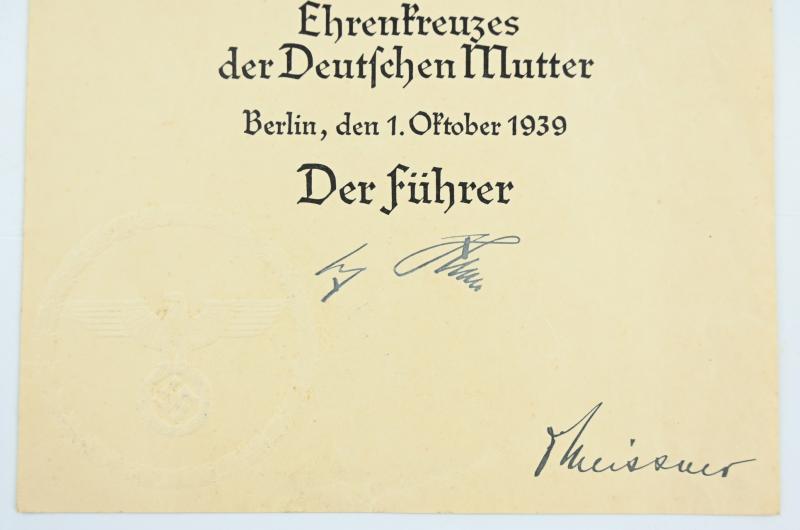 Ehrenkreuzes
der Deutschen Mutter
Berlin, den 1. Oktober 1939
Der Führer
Meissner